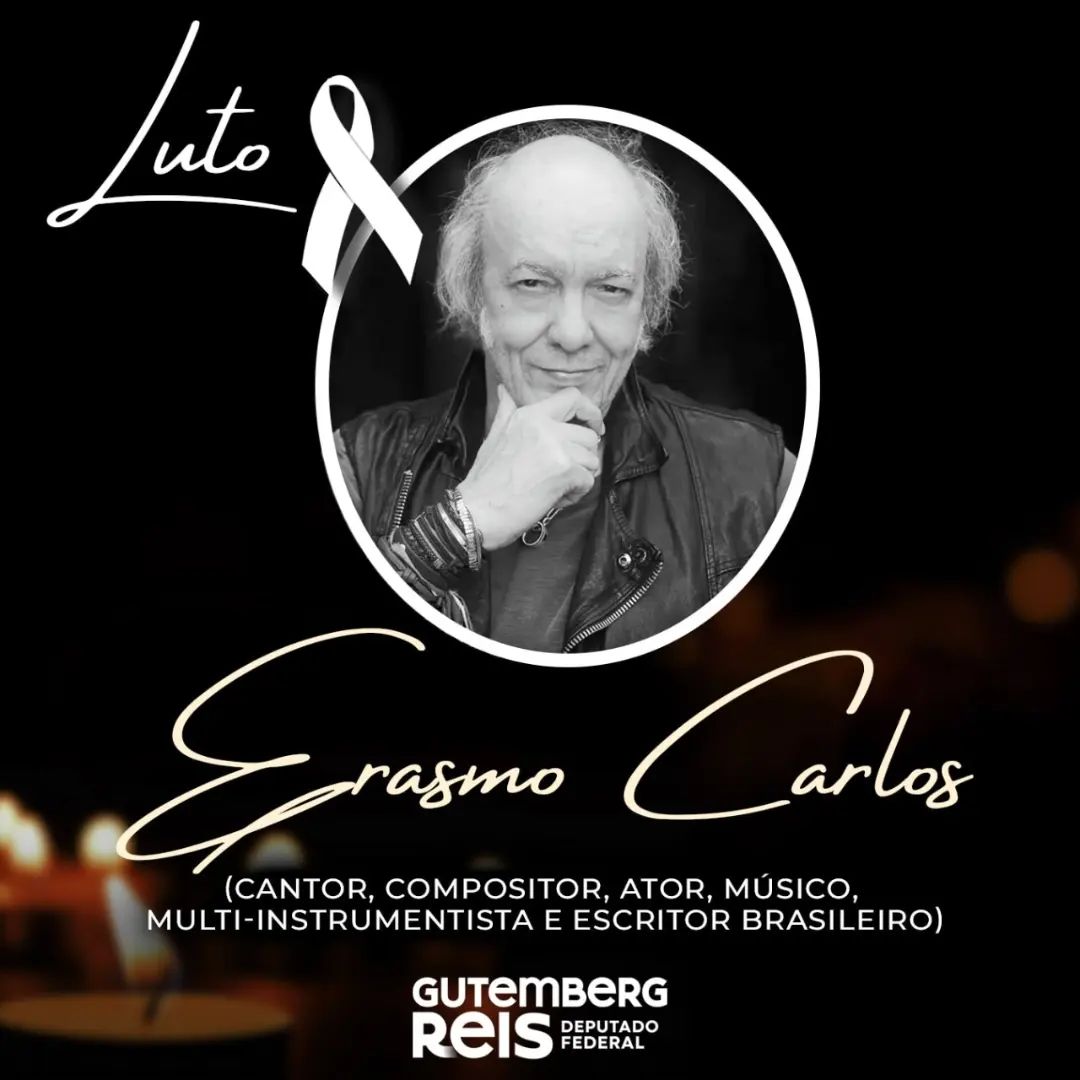 Luto
Erasmo Carlos
(CANTOR, COMPOSITOR, ATOR, MÚSICO,
MULTI-INSTRUMENTISTA E ESCRITOR BRASILEIRO)
GUTEMBERG
REIS DEPUTADO
FEDERAL